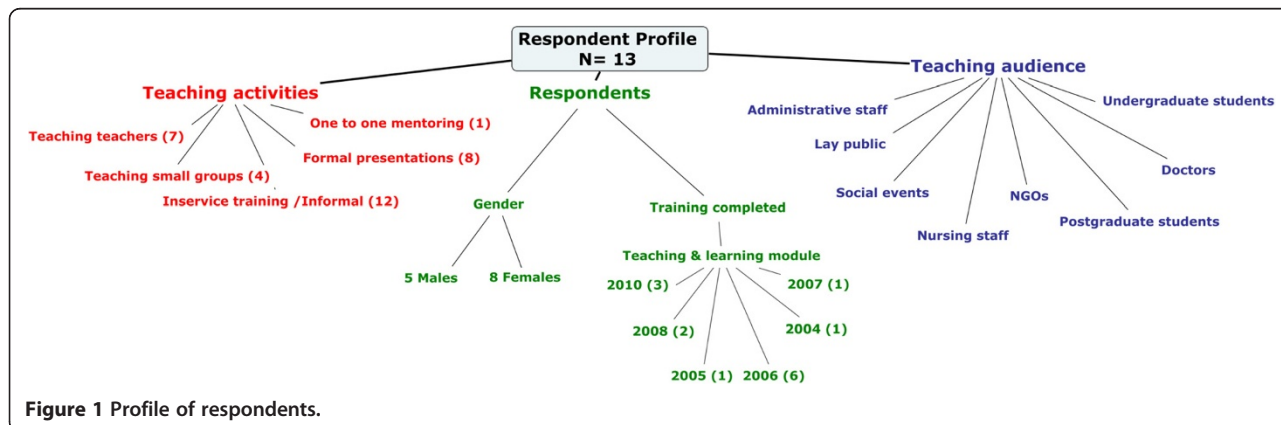 Respondent Profile
N= 13
Teaching activities
Teaching teachers (7)
Teaching small groups (4)
Inservice training /Informal (12)
Formal presentations (8)
One to one mentoring (1)
Respondents
Gender
5 Males
8 Females
Training completed
Teaching & learning module
2010 (3)
2008 (2)
2005 (1)
2006 (6)
2004 (1)
2007 (1)
Teaching audience
Administrative staff
Lay public
Social events
Nursing staff
NGOs
Postgraduate students
Doctors
Undergraduate students
Figure 1 Profile of respondents.